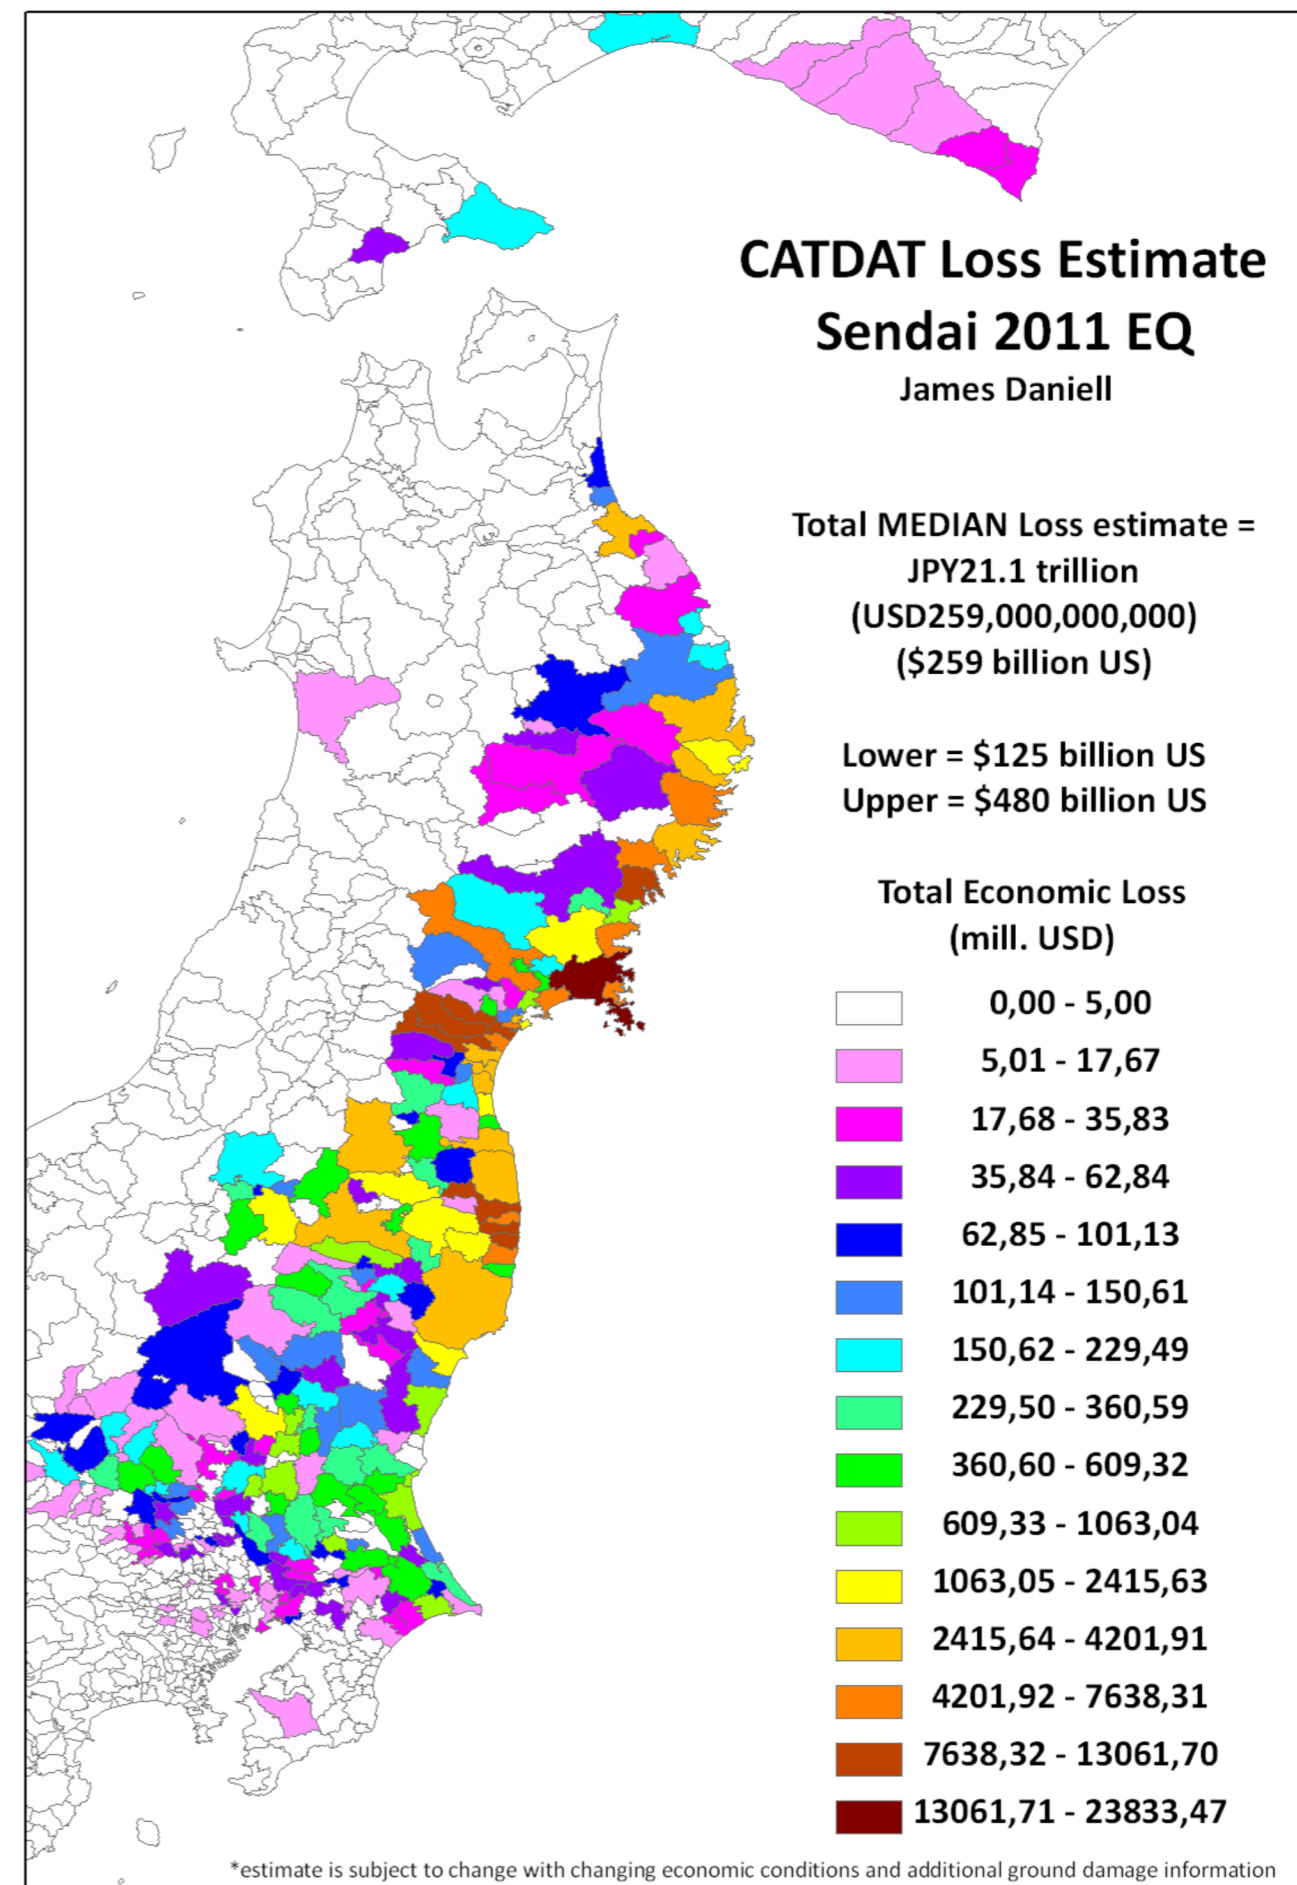 CATDAT Loss Estimate
Sendai 2011 EQ
James Daniell
Total MEDIAN Loss estimate =
JPY21.1 trillion
(USD259,000,000,000)
($259 billion US)
Lower = $125 billion US
Upper = $480 billion US
Total Economic Loss
(mill. USD)
0,00 - 5,00
5,01 - 17,67
17,68 - 35,83
35,84 - 62,84
62,85 - 101,13
101,14 - 150,61
150,62 - 229,49
229,50 - 360,59
360,60 - 609,32
609,33 - 1063,04
1063,05 - 2415,63
2415,64 - 4201,91
4201,92 - 7638,31
7638,32 - 13061,70
13061,71 - 23833,47
*estimate is subject to change with changing economic conditions and additional ground damage information